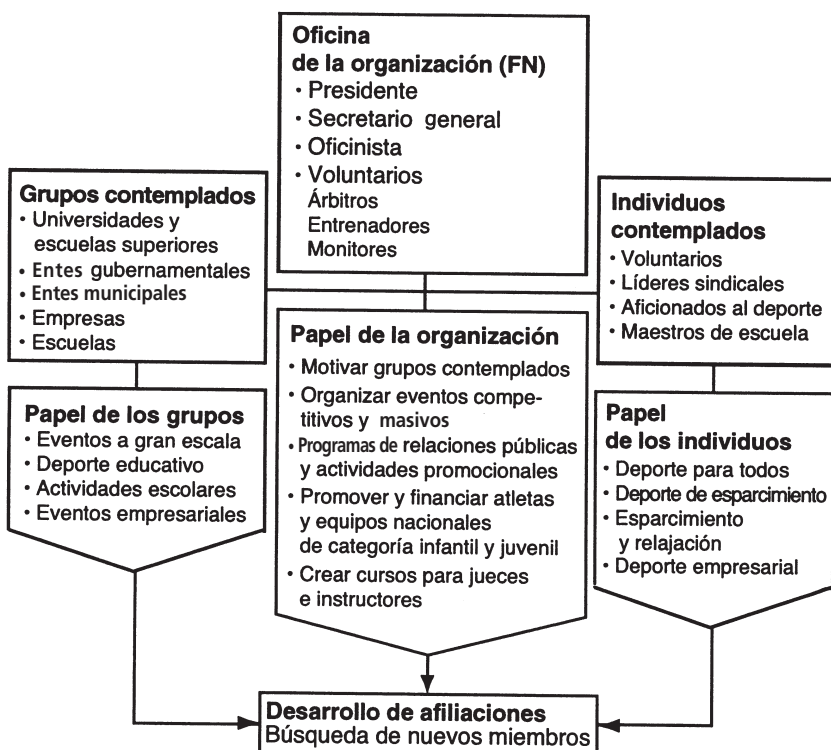 Oficina
de la organización (FN)
· Presidente
· Secretario general
· Oficinista
· Voluntarios
Árbitros
Entrenadores
Monitores
Grupos contemplados
· Universidades y
escuelas superiores
· Entes gubernamentales
· Entes municipales
· Empresas
· Escuelas
Individuos
contemplados
· Voluntarios
· Líderes sindicales
· Aficionados al deporte
· Maestros de escuela
Papel de los grupos
· Eventos a gran escala
· Deporte educativo
· Actividades escolares
· Eventos empresariales
Papel de la organización
· Motivar grupos contemplados
· Organizar eventos compe-
titivos y masivos
· Programas de relaciones públicas
y actividades promocionales
· Promover y financiar atletas
y equipos nacionales
de categoría infantil y juvenil
· Crear cursos para jueces
e instructores
Papel
de los individuos
· Deporte para todos
· Deporte de esparcimiento
· Esparcimiento
y relajación
· Deporte empresarial
Desarrollo de afiliaciones
Búsqueda de nuevos miembros